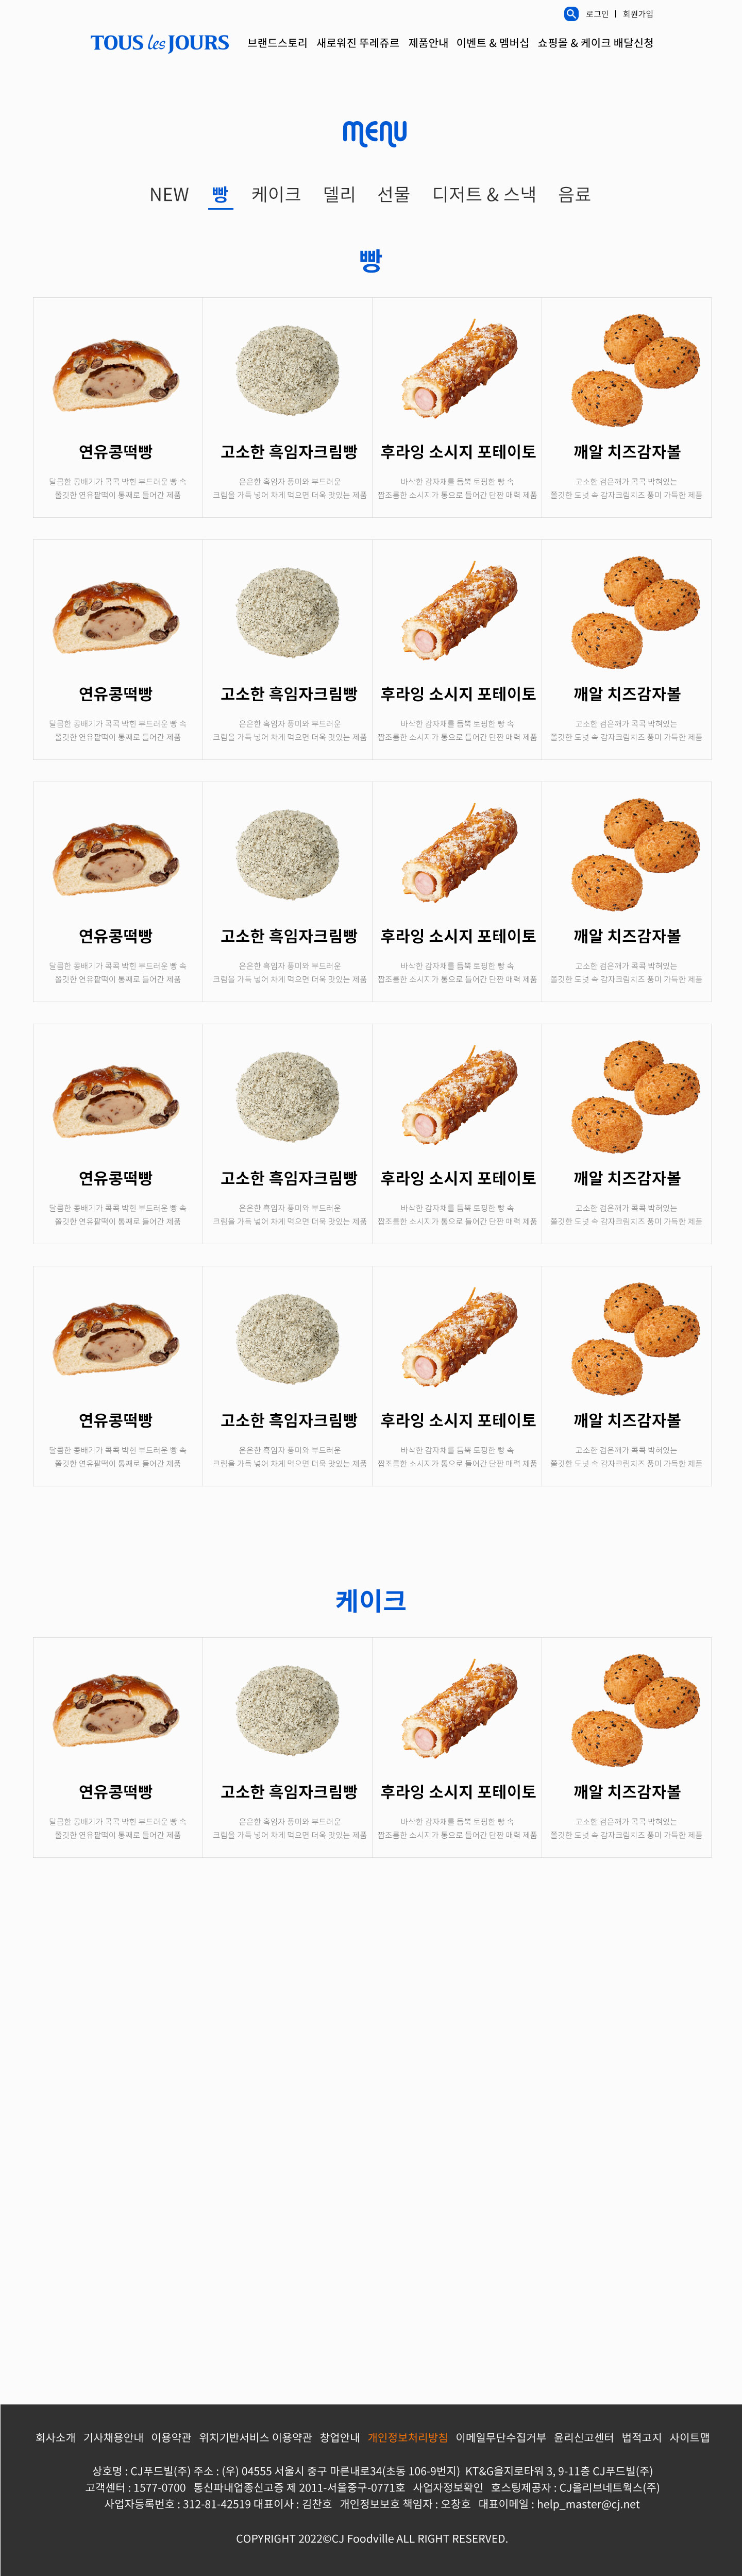 로그인 | 회원가입
TOUS les JOURS 브랜드스토리 새로워진 뚜레쥬르 제품안내 이벤트 & 멤버십 쇼핑몰 & 케이크 배달신청
MENU
NEW 빵 케이크 델리 선물 디저트 & 스낵 음료
빵
연유콩떡빵 고소한 흑임자크림빵 후라잉 소시지 포테이토 깨알 치즈감자볼
달콤한 콩배기가 콕콕 박힌 부드러운 빵 속 은은한 흑임자 풍미와 부드러운 바삭한 감자채를 듬뿍 토핑한 빵 속 고소한 검은깨가 콕콕 박혀있는
쫄깃한 연유팥떡이 통째로 들어간 제품 크림을 가득 넣어 차게 먹으면 더욱 맛있는 제품 짭조롬한 소시지가 통으로 들어간 단짠 매력 제품 쫄깃한 도넛 속 감자크림치즈 풍미 가득한 제품
연유콩떡빵 고소한 흑임자크림빵 후라잉 소시지 포테이토 깨알 치즈감자볼
달콤한 콩배기가 콕콕 박힌 부드러운 빵 속 은은한 흑임자 풍미와 부드러운 바삭한 감자채를 듬뿍 토핑한 빵 속 고소한 검은깨가 콕콕 박혀있는
쫄깃한 연유팥떡이 통째로 들어간 제품 크림을 가득 넣어 차게 먹으면 더욱 맛있는 제품 짭조롬한 소시지가 통으로 들어간 단짠 매력 제품 쫄깃한 도넛 속 감자크림치즈 풍미 가득한 제품
연유콩떡빵 고소한 흑임자크림빵 후라잉 소시지 포테이토 깨알 치즈감자볼
달콤한 콩배기가 콕콕 박힌 부드러운 빵 속 은은한 흑임자 풍미와 부드러운 바삭한 감자채를 듬뿍 토핑한 빵 속 고소한 검은깨가 콕콕 박혀있는
쫄깃한 연유팥떡이 통째로 들어간 제품 크림을 가득 넣어 차게 먹으면 더욱 맛있는 제품 짭조롬한 소시지가 통으로 들어간 단짠 매력 제품 쫄깃한 도넛 속 감자크림치즈 풍미 가득한 제품
연유콩떡빵 고소한 흑임자크림빵 후라잉 소시지 포테이토 깨알 치즈감자볼
달콤한 콩배기가 콕콕 박힌 부드러운 빵 속 은은한 흑임자 풍미와 부드러운 바삭한 감자채를 듬뿍 토핑한 빵 속 고소한 검은깨가 콕콕 박혀있는
쫄깃한 연유팥떡이 통째로 들어간 제품 크림을 가득 넣어 차게 먹으면 더욱 맛있는 제품 짭조롬한 소시지가 통으로 들어간 단짠 매력 제품 쫄깃한 도넛 속 감자크림치즈 풍미 가득한 제품
연유콩떡빵 고소한 흑임자크림빵 후라잉 소시지 포테이토 깨알 치즈감자볼
달콤한 콩배기가 콕콕 박힌 부드러운 빵 속 은은한 흑임자 풍미와 부드러운 바삭한 감자채를 듬뿍 토핑한 빵 속 고소한 검은깨가 콕콕 박혀있는
쫄깃한 연유팥떡이 통째로 들어간 제품 크림을 가득 넣어 차게 먹으면 더욱 맛있는 제품 짭조롬한 소시지가 통으로 들어간 단짠 매력 제품 쫄깃한 도넛 속 감자크림치즈 풍미 가득한 제품
케이크
연유콩떡빵 고소한 흑임자크림빵 후라잉 소시지 포테이토 깨알 치즈감자볼
달콤한 콩배기가 콕콕 박힌 부드러운 빵 속 은은한 흑임자 풍미와 부드러운 바삭한 감자채를 듬뿍 토핑한 빵 속 고소한 검은깨가 콕콕 박혀있는
쫄깃한 연유팥떡이 통째로 들어간 제품 크림을 가득 넣어 차게 먹으면 더욱 맛있는 제품 짭조롬한 소시지가 통으로 들어간 단짠 매력 제품 쫄깃한 도넛 속 감자크림치즈 풍미 가득한 제품
회사소개 기사채용안내 이용약관 위치기반서비스 이용약관 창업안내 개인정보처리방침 이메일무단수집거부 윤리신고센터 법적고지 사이트맵
상호명 : CJ푸드빌(주) 주소 : (우) 04555 서울시 중구 마른내로34(초동 106-9번지) KT&G을지로타워 3, 9-11층 CJ푸드빌(주)
고객센터 : 1577-0700 통신파내업종신고증 제 2011-서울중구-0771호 사업자정보확인 호스팅제공자 : CJ올리브네트웍스(주)
사업자등록번호 : 312-81-42519 대표이사 : 김찬호 개인정보보호 책임자 : 오창호 대표이메일 : help_master@cj.net
COPYRIGHT 2022©CJ Foodville ALL RIGHT RESERVED.